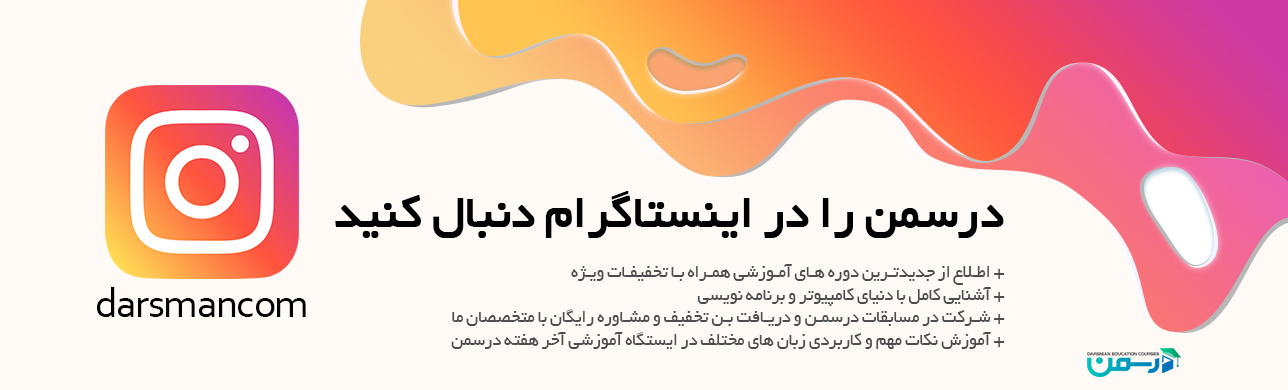 درسمن را در اینستاگرام دنبال کنید
+ اطلاع از جدیدترین دوره های آموزشی همراه با تخفیفات ویژه
+ آشنایی کامل با دنیای کامپیوتر و برنامه نویسی
+ شرکت در مسابقات درسمن و دریافت بن تخفیف و مشاوره رایگان با متخصصان ما
+ آموزش نکات مهم و کاربردی زبان های مختلف در ایستگاه آموزشی آخر هفته درسمن
darsmancom
DARSMAN EDUCATION COURSES
درسمن